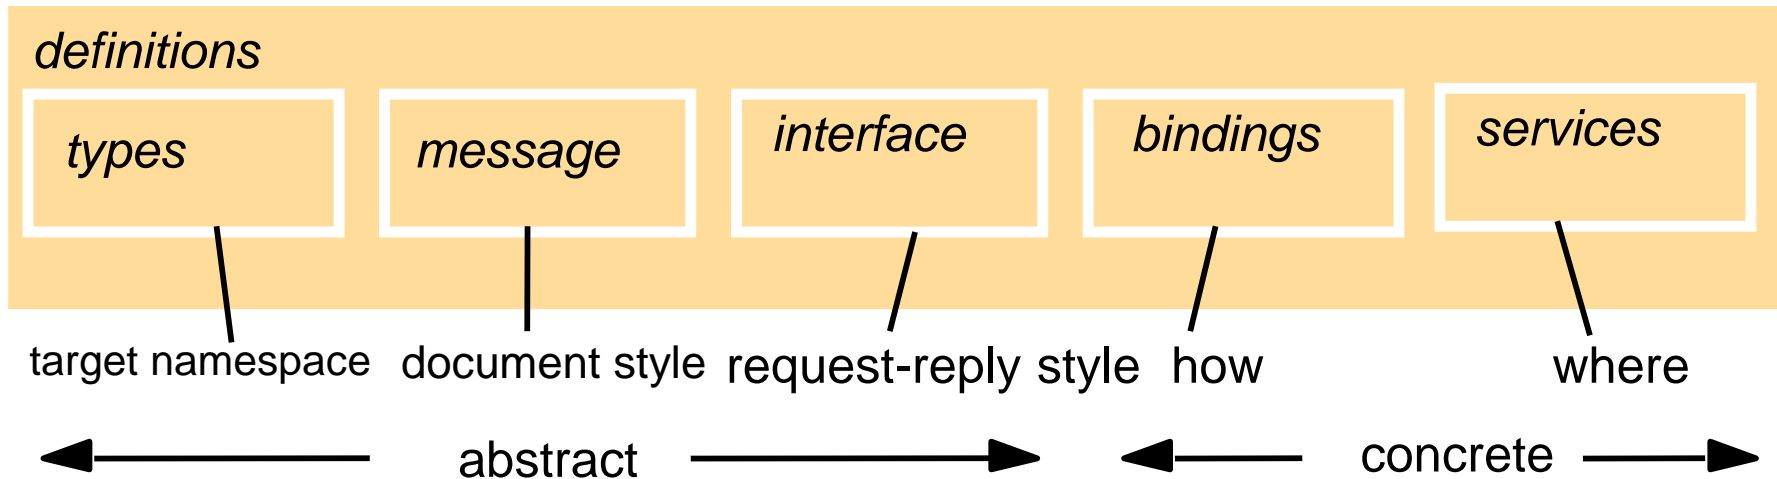 definitions
types message interface bindings services
target namespace document style request-reply style how where
abstract concrete